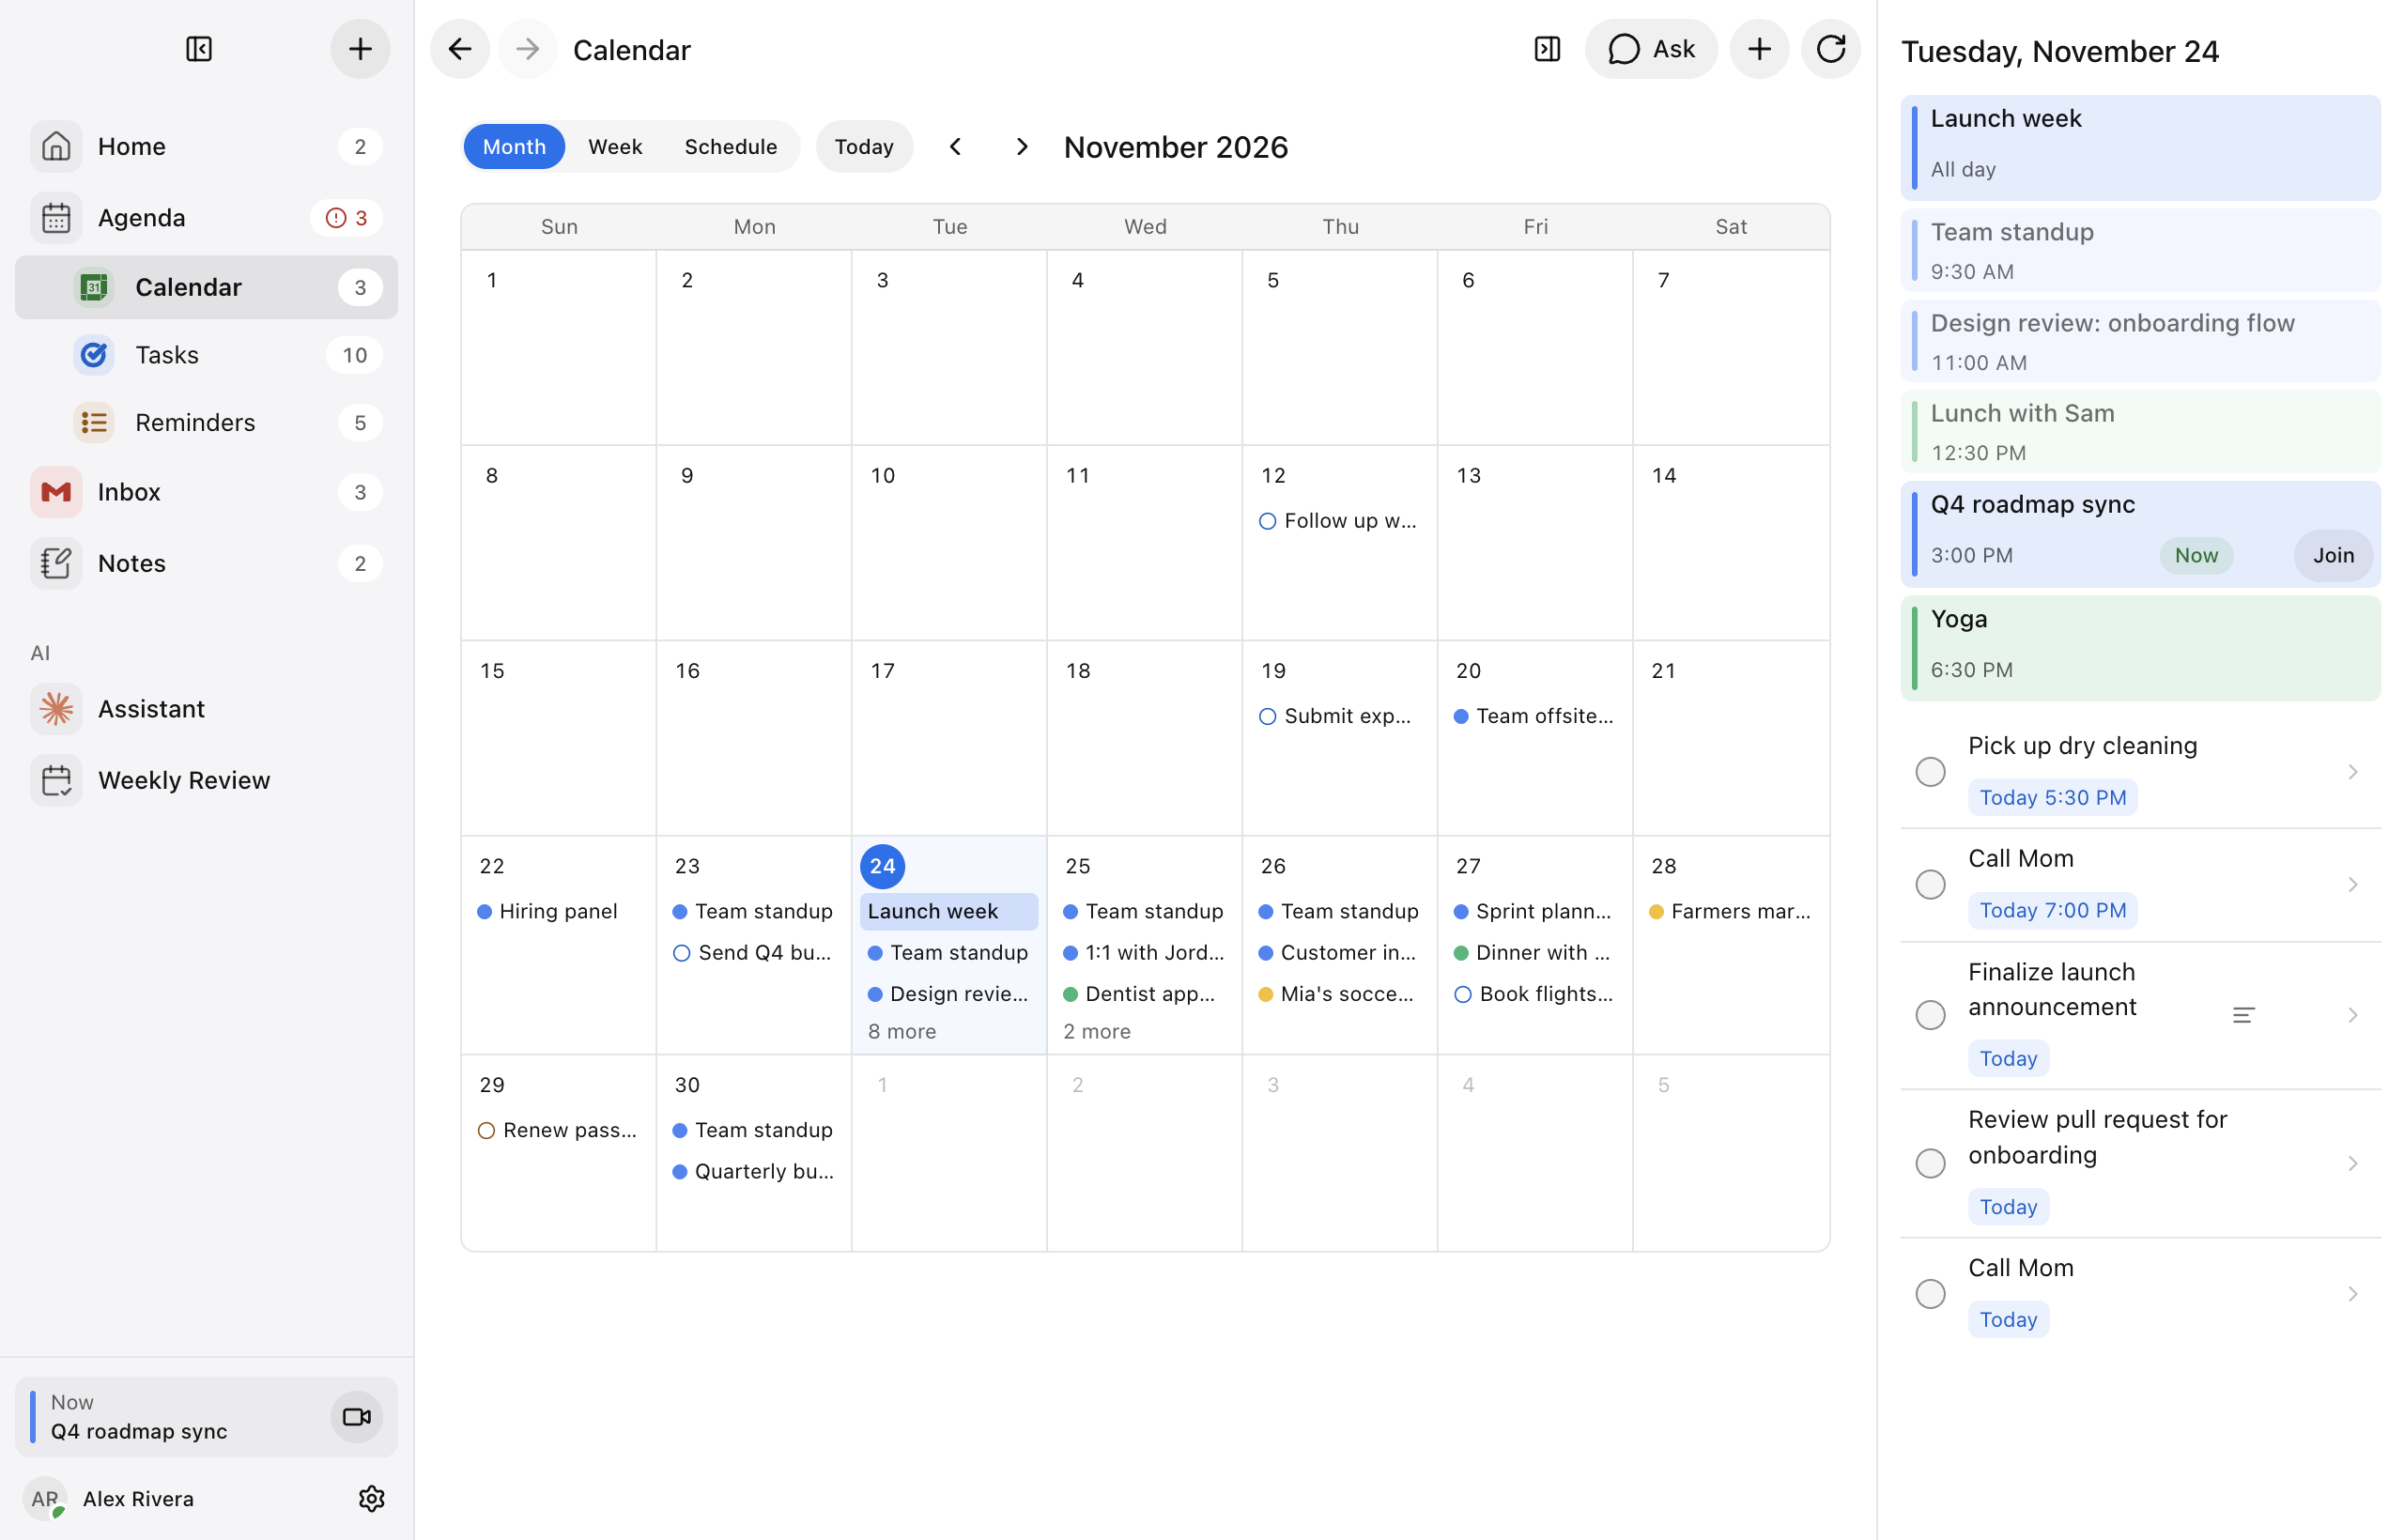 Home
2
Agenda
3
31
Calendar
3
Tasks
10
Reminders
5
Inbox
3
Notes
2
AI
Assistant
Weekly Review
Now
Q4 roadmap sync
AR
Alex Rivera
Calendar
Ask
Month
Week
Schedule
Today
November 2026
Sun
Mon
Tue
Wed
Thu
Fri
Sat
1
2
3
4
5
6
7
8
9
10
11
12
Follow up w...
13
14
15
16
17
18
19
Submit exp...
20
Team offsite...
21
22
Hiring panel
23
Team standup
Send Q4 bu...
24
Launch week
Team standup
Design revie...
8 more
25
Team standup
1:1 with Jord...
Dentist app...
2 more
26
Team standup
Customer in...
Mia's socce...
27
Sprint plann...
Dinner with ...
Book flights...
28
Farmers mar...
29
Renew pass...
30
Team standup
Quarterly bu...
1
2
3
4
5
Tuesday, November 24
Launch week
All day
Team standup
9:30 AM
Design review: onboarding flow
11:00 AM
Lunch with Sam
12:30 PM
Q4 roadmap sync
3:00 PM
Now
Join
Yoga
6:30 PM
Pick up dry cleaning
Today 5:30 PM
Call Mom
Today 7:00 PM
Finalize launch
announcement
Today
Review pull request for
onboarding
Today
Call Mom
Today